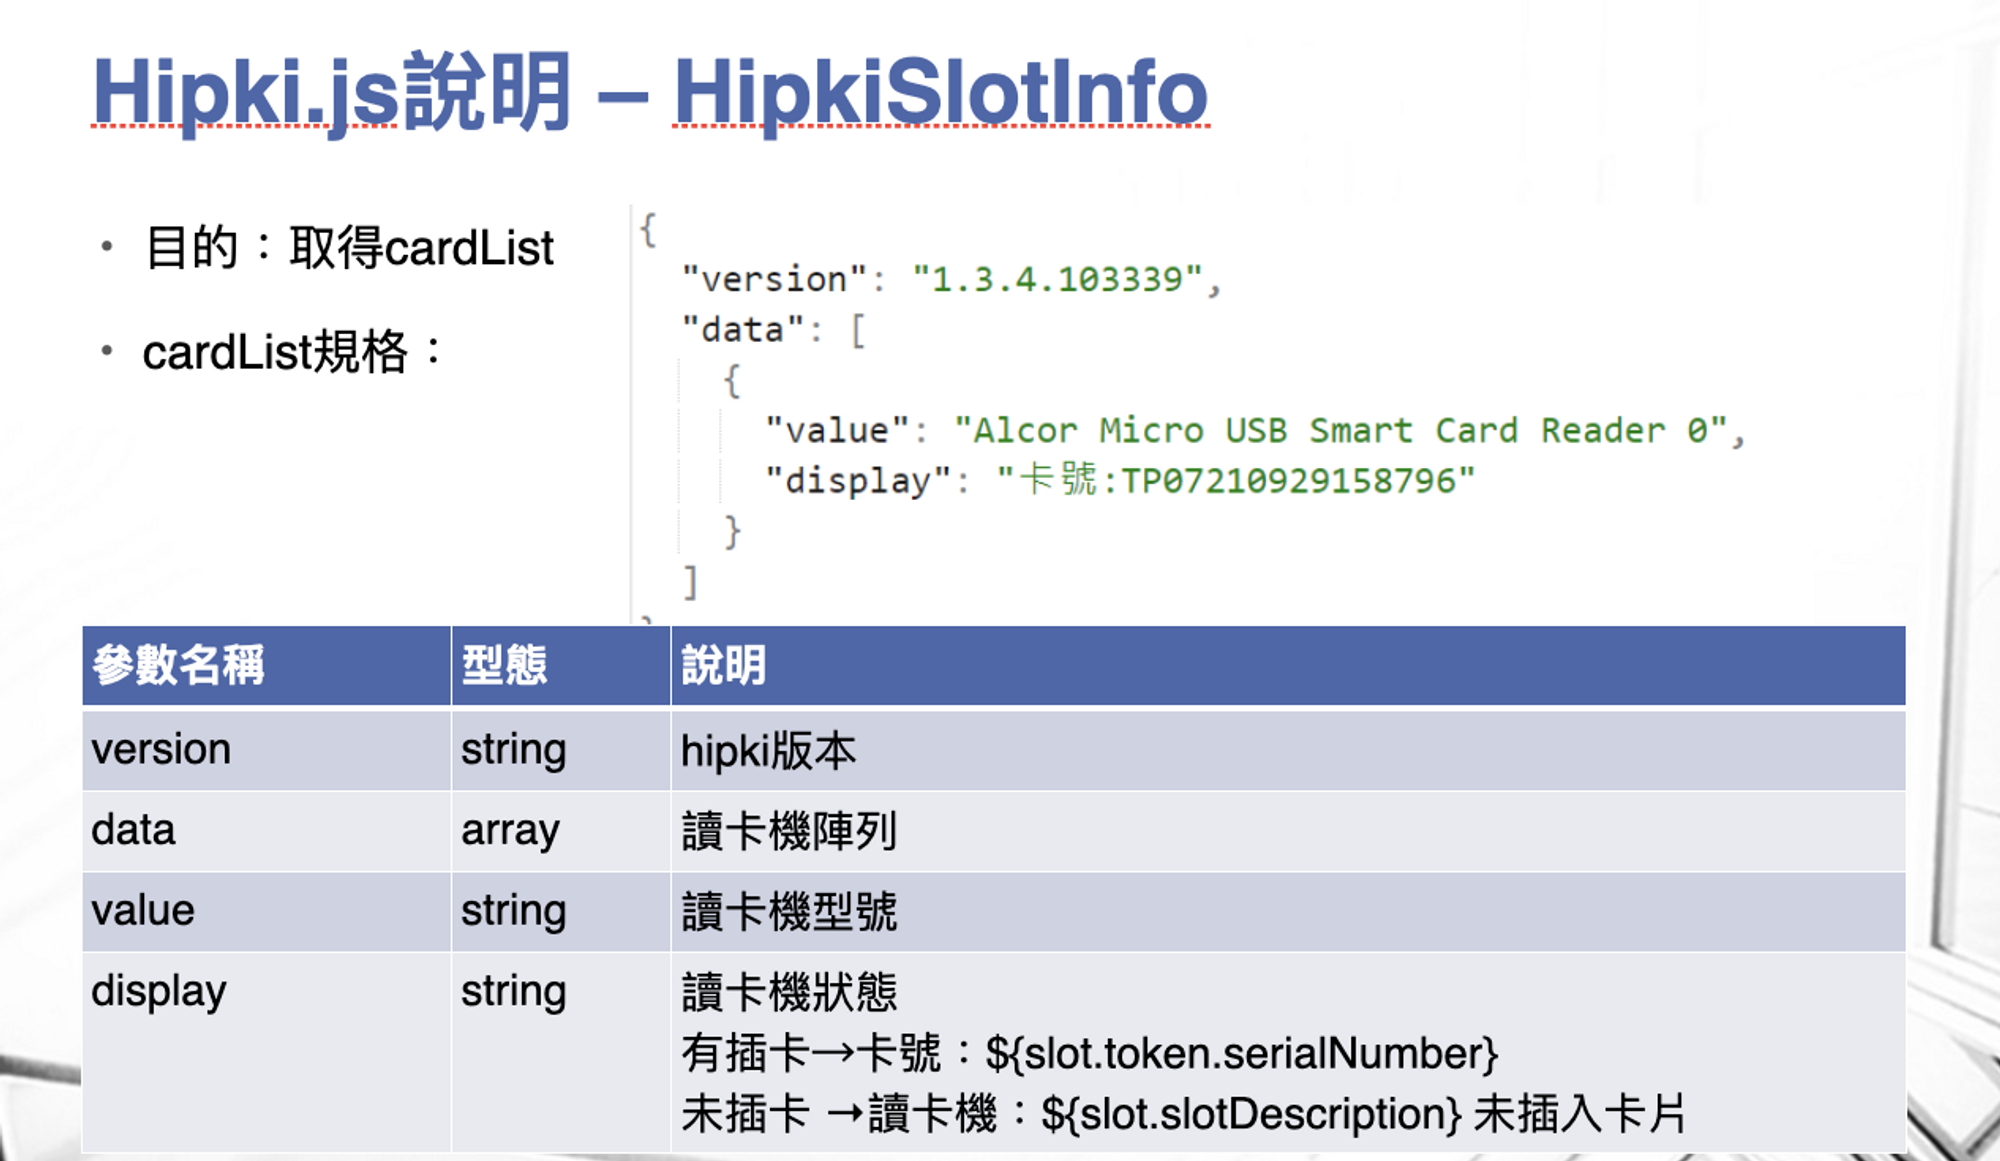 Hipki.js說明 – HipkiSlotInfo
• 目的：取得cardList
• cardList規格：
{
"version": "1.3.4.103339",
"data": [
{
"value": "Alcor Micro USB Smart Card Reader 0",
"display": "卡號:TP07210929158796"
}
]
}
參數名稱 型態 說明
version string hipki版本
data array 讀卡機陣列
value string 讀卡機型號
display string 讀卡機狀態
有插卡→卡號：${slot.token.serialNumber}
未插卡 →讀卡機：${slot.slotDescription} 未插入卡片